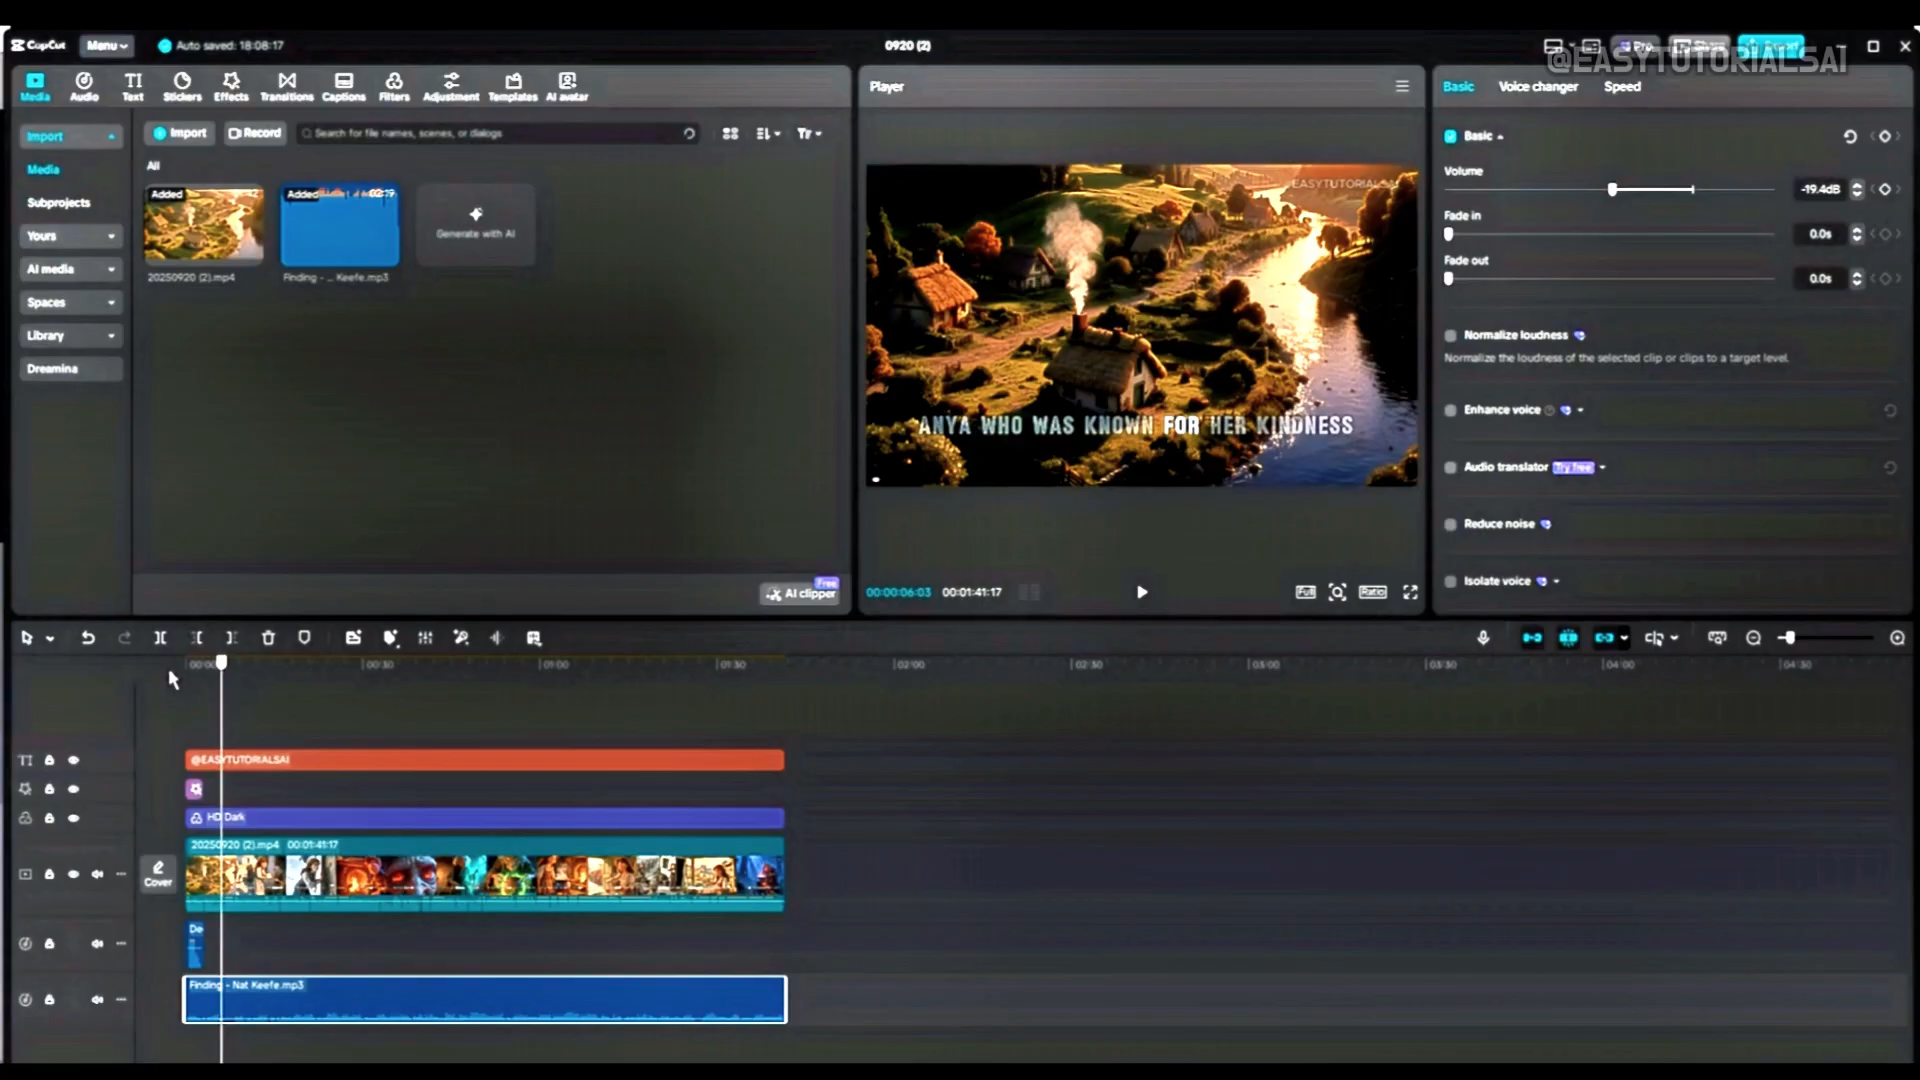 CapCut
Menu
Auto saved: 18:08:17
0920 (2)
Pro
Share
@EASYTUTORIALSAI
Media
Audio
Text
Stickers
Effects
Transitions
Captions
Filters
Adjustment
Templates
AI avatar
Player
Basic
Voice changer
Speed
Import
Media
Subprojects
Yours
AI media
Spaces
Library
Dreamina
Import
Record
Search for file names, scenes, or dialogs
All
Added
Added
02:19
Generate with AI
20250920 (2).mp4
Finding - ... Keefe.mp3
Free
AI clipper
EASYTUTORIALSAI
ANYA WHO WAS KNOWN FOR HER KINDNESS
00:00:06:03
00:01:41:17
Full
Ratio
Basic
Volume
-19.4dB
Fade in
0.0s
Fade out
0.0s
Normalize loudness
Normalize the loudness of the selected clip or clips to a target level.
Enhance voice
Audio translator
Try free
Reduce noise
Isolate voice
00:00
00:30
01:00
01:30
02:00
02:30
03:00
03:30
04:00
04:30
@EASYTUTORIALSAI
HD Dark
20250920 (2).mp4 00:01:41:17
Cover
De
Finding - Nat Keefe.mp3